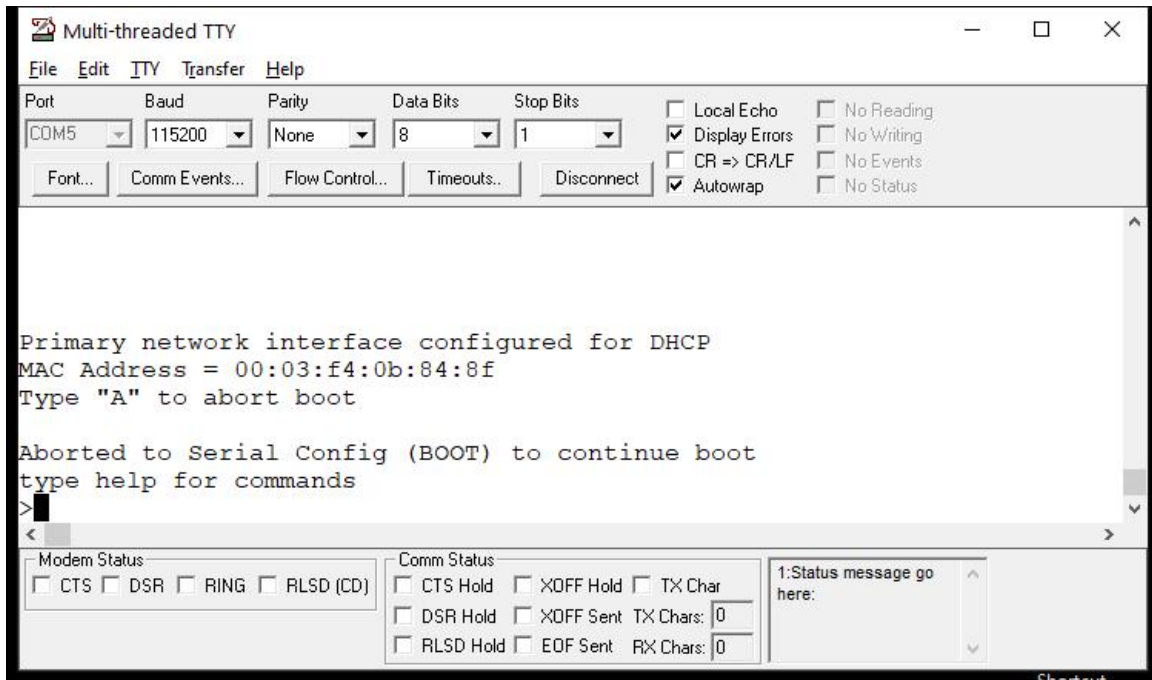 Multi-threaded TTY
File Edit TTY Transfer Help
Port Baud Parity Data Bits Stop Bits
COM5 115200 None 8 1
Font... Comm Events... Flow Control... Timeouts.. Disconnect
Local Echo No Reading
Display Errors No Writing
CR => CR/LF No Events
Autowrap No Status
Primary network interface configured for DHCP
MAC Address = 00:03:f4:0b:84:8f
Type "A" to abort boot
Aborted to Serial Config (BOOT) to continue boot
type help for commands
>
Modem Status
CTS DSR RING RLSD (CD)
Comm Status
CTS Hold XOFF Hold TX Char
DSR Hold XOFF Sent TX Chars: 0
RLSD Hold EOF Sent RX Chars: 0
1:Status message go
here: